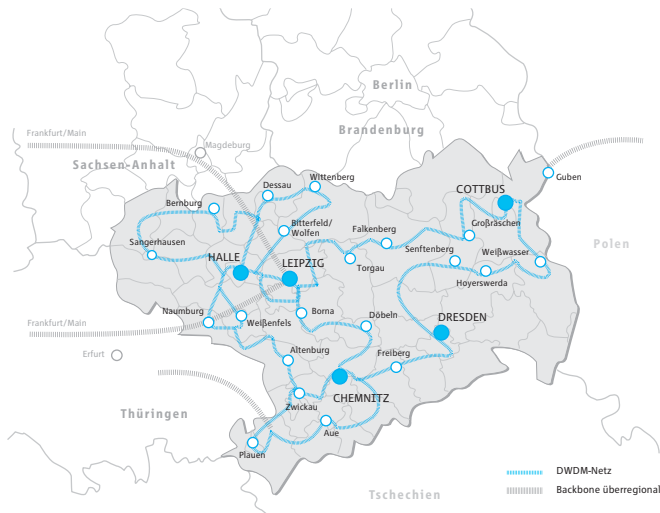 Berlin
Brandenburg
Frankfurt/Main
Magdeburg
Sachsen-Anhalt
Guben
Wittenberg
Dessau
COTTBUS
Bernburg
Bitterfeld/
Wolfen
Falkenberg
Großräschen
Sangerhausen
Senftenberg
Weißwasser
Polen
HALLE
LEIPZIG
Torgau
Hoyerswerda
Naumburg
Weißenfels
Borna
Döbeln
DRESDEN
Frankfurt/Main
Erfurt
Altenburg
Freiberg
CHEMNITZ
Zwickau
Thüringen
Aue
Plauen
Tschechien
DWDM-Netz
Backbone überregional